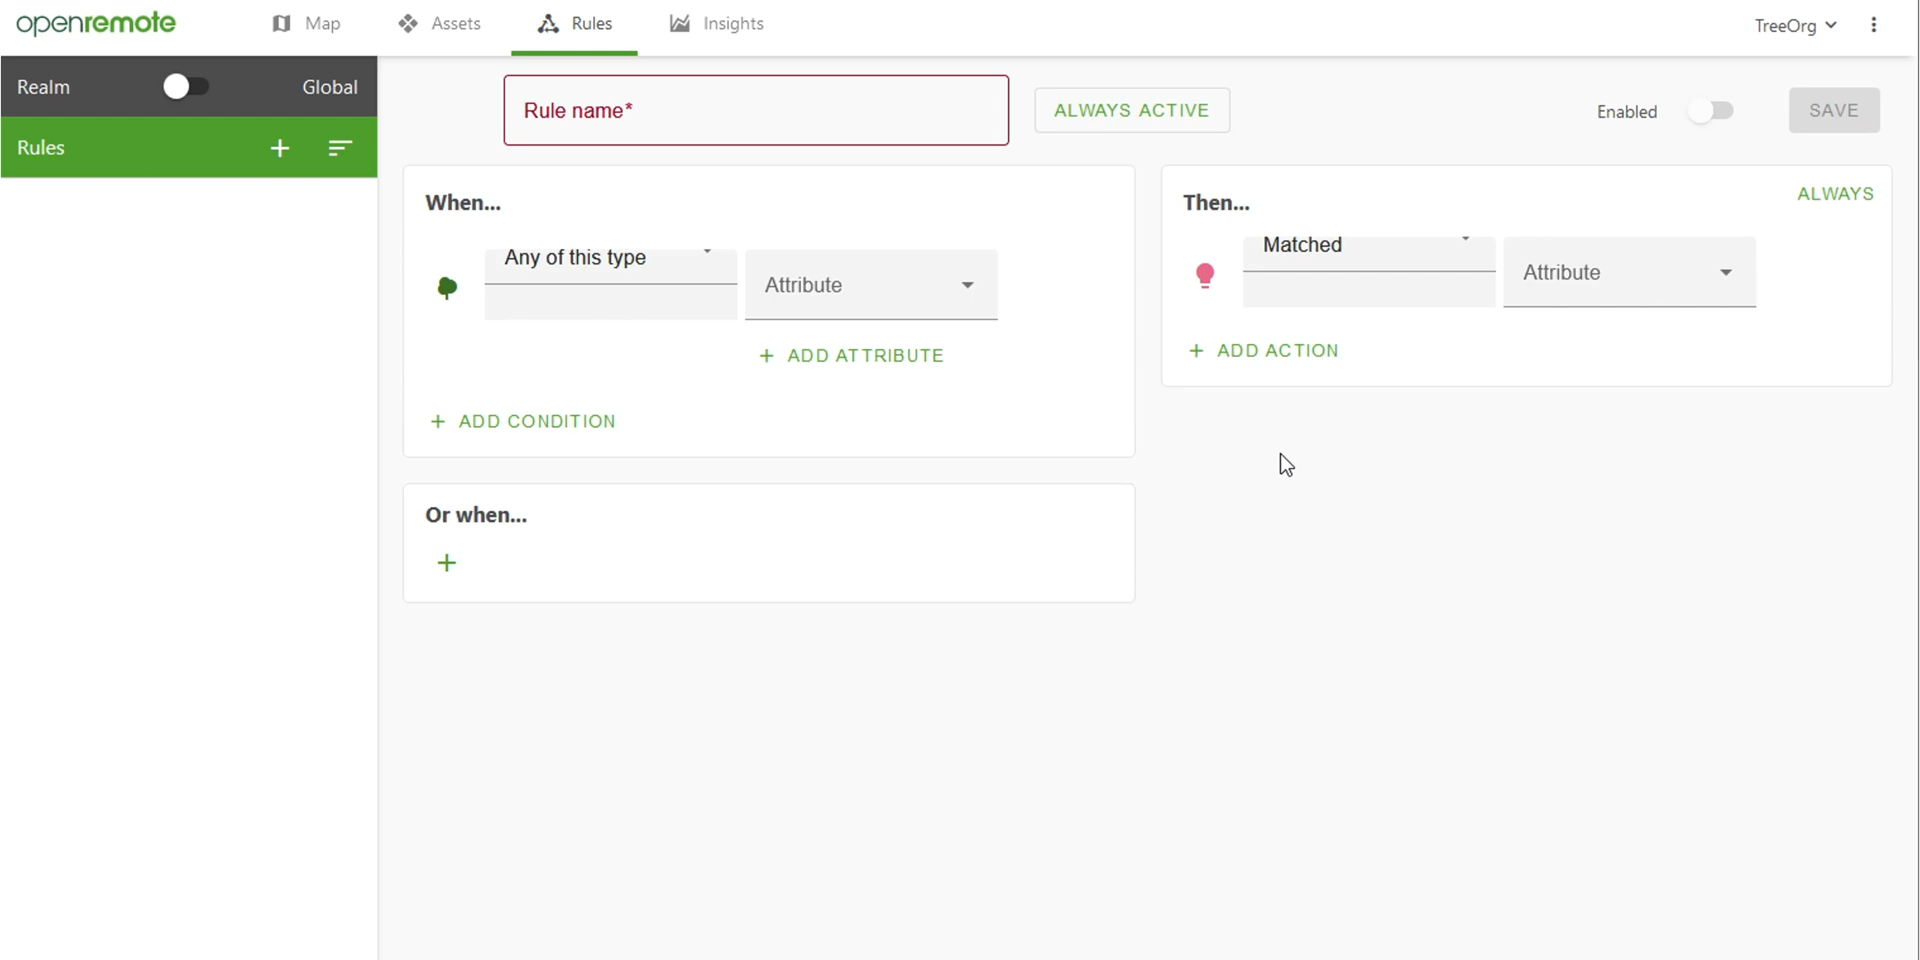 openremote
Map
Assets
Rules
Insights
TreeOrg
Realm
Global
Rule name*
ALWAYS ACTIVE
Enabled
SAVE
Rules
When...
Any of this type
Attribute
+ ADD ATTRIBUTE
+ ADD CONDITION
Or when...
+
Then...
ALWAYS
Matched
Attribute
+ ADD ACTION